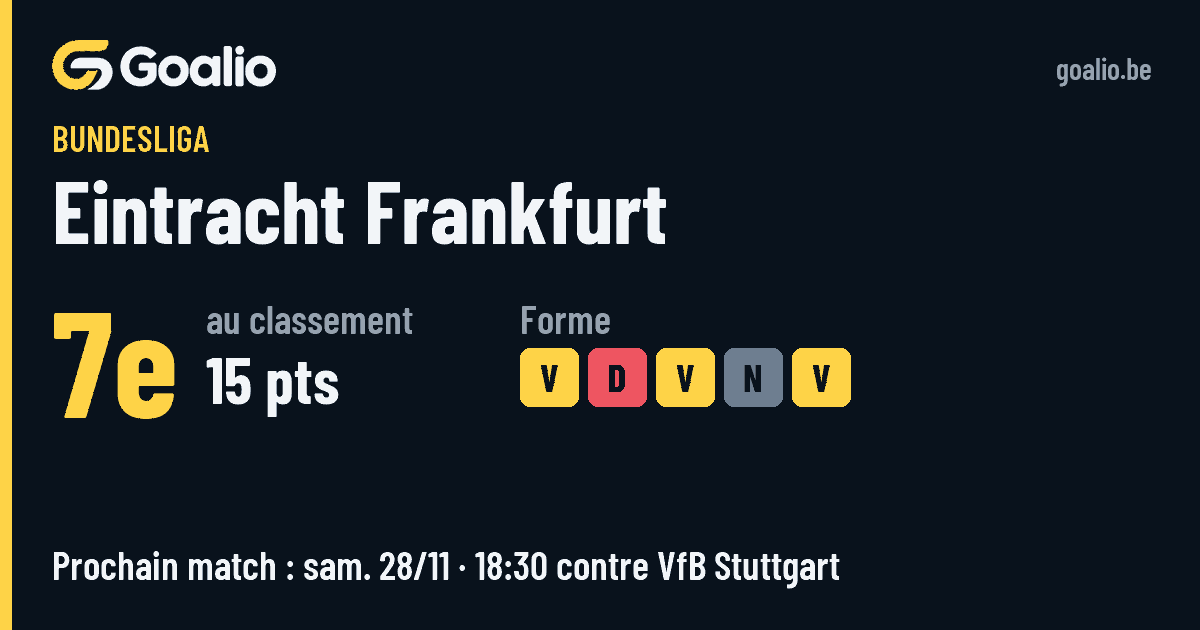 Goalio
goalio.be
BUNDESLIGA
Eintracht Frankfurt
7e
au classement
15 pts
Forme
V D V N V
Prochain match : sam. 28/11 · 18:30 contre VfB Stuttgart